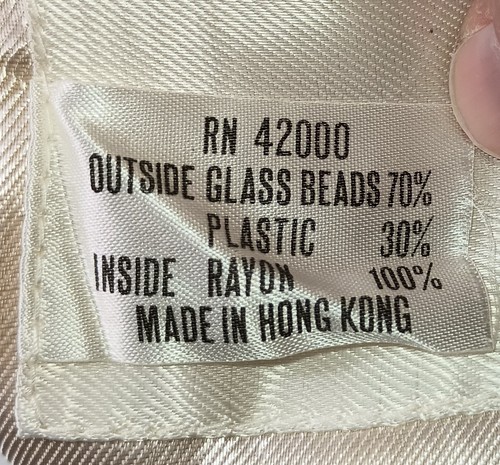 RN 42000
OUTSIDE GLASS BEADS 70%
PLASTIC 30%
INSIDE RAYON 100%
MADE IN HONG KONG